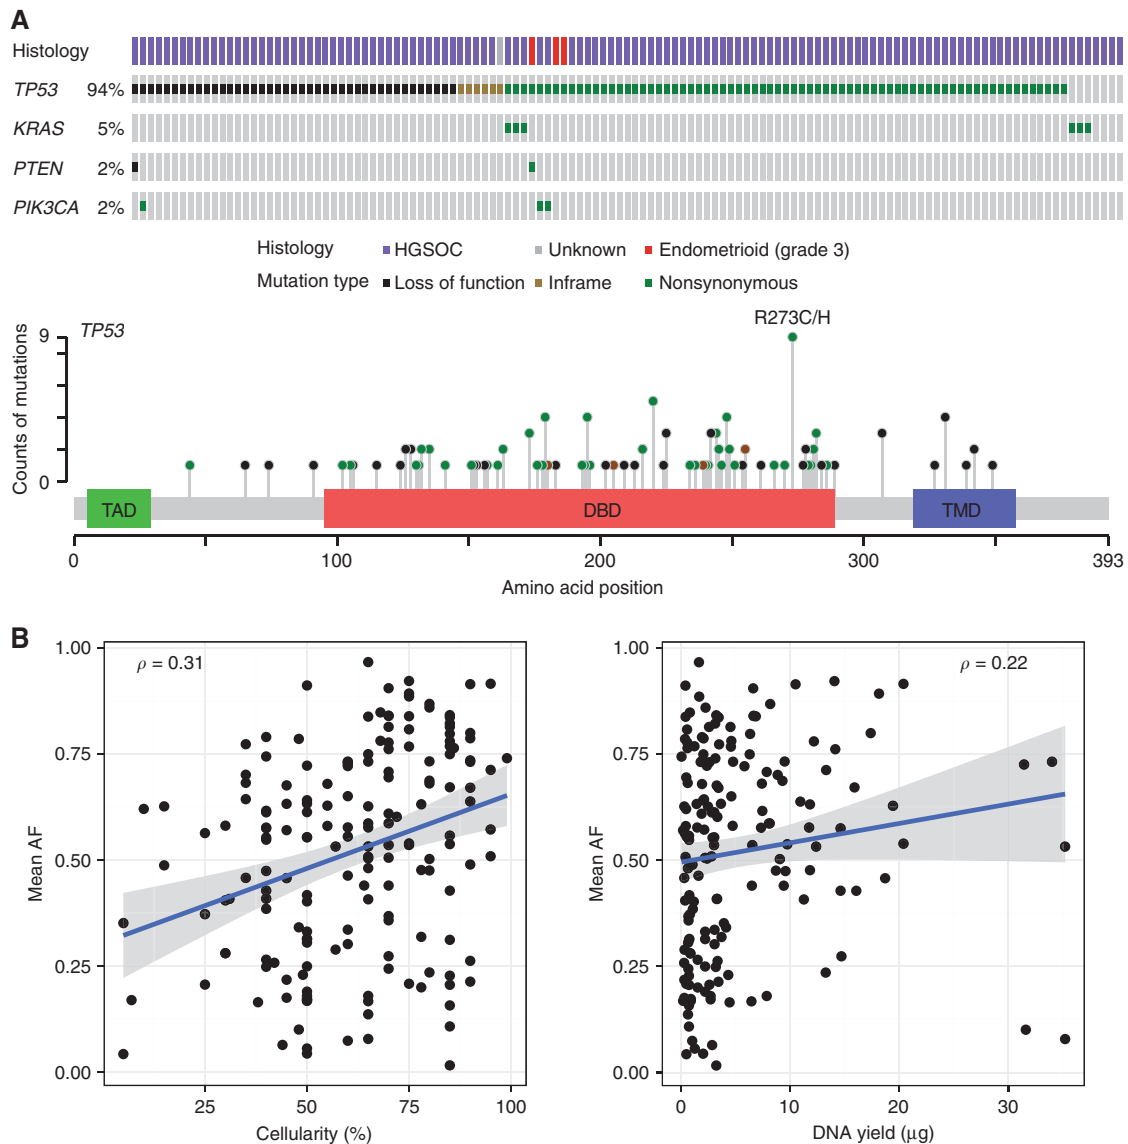 A
Histology
TP53 94%
KRAS 5%
PTEN 2%
PIK3CA 2%
Histology HGSOC Unknown Endometrioid (grade 3)
Mutation type Loss of function Inframe Nonsynonymous
TP53
R273C/H
Counts of mutations
9
0
TAD DBD TMD
0 100 200 300 393
Amino acid position
B
ρ = 0.31
Mean AF
1.00
0.75
0.50
0.25
0.00
25 50 75 100
Cellularity (%)
ρ = 0.22
Mean AF
1.00
0.75
0.50
0.25
0.00
0 10 20 30
DNA yield (μg)